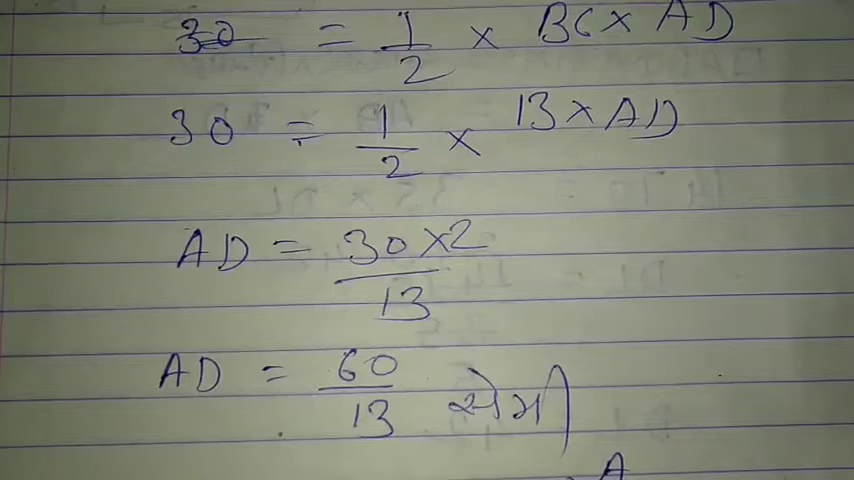 30 = 1/2 × BC × AD
30 = 1/2 × 13 × AD
AD = 30×2/13
AD = 60/13 सेमी
A